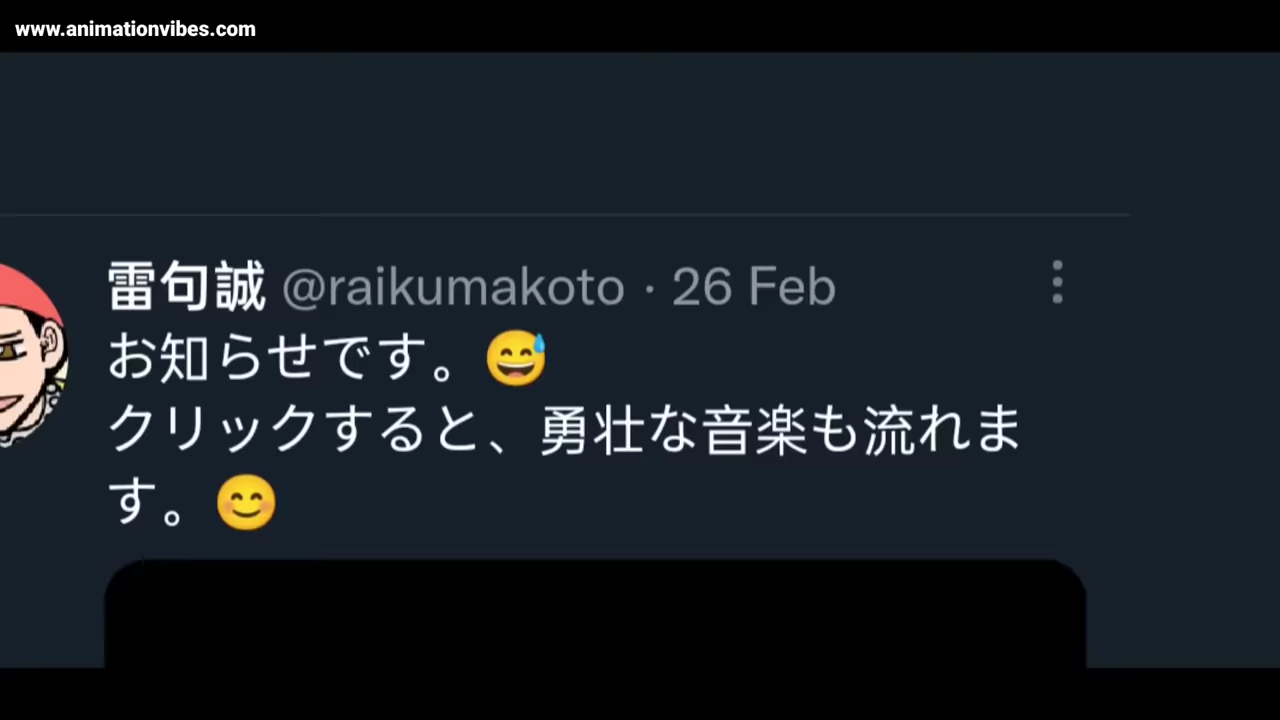 www.animationvibes.com
雷句誠 @raikumakoto · 26 Feb
お知らせです。😅
クリックすると、勇壮な音楽も流れま
す。😊